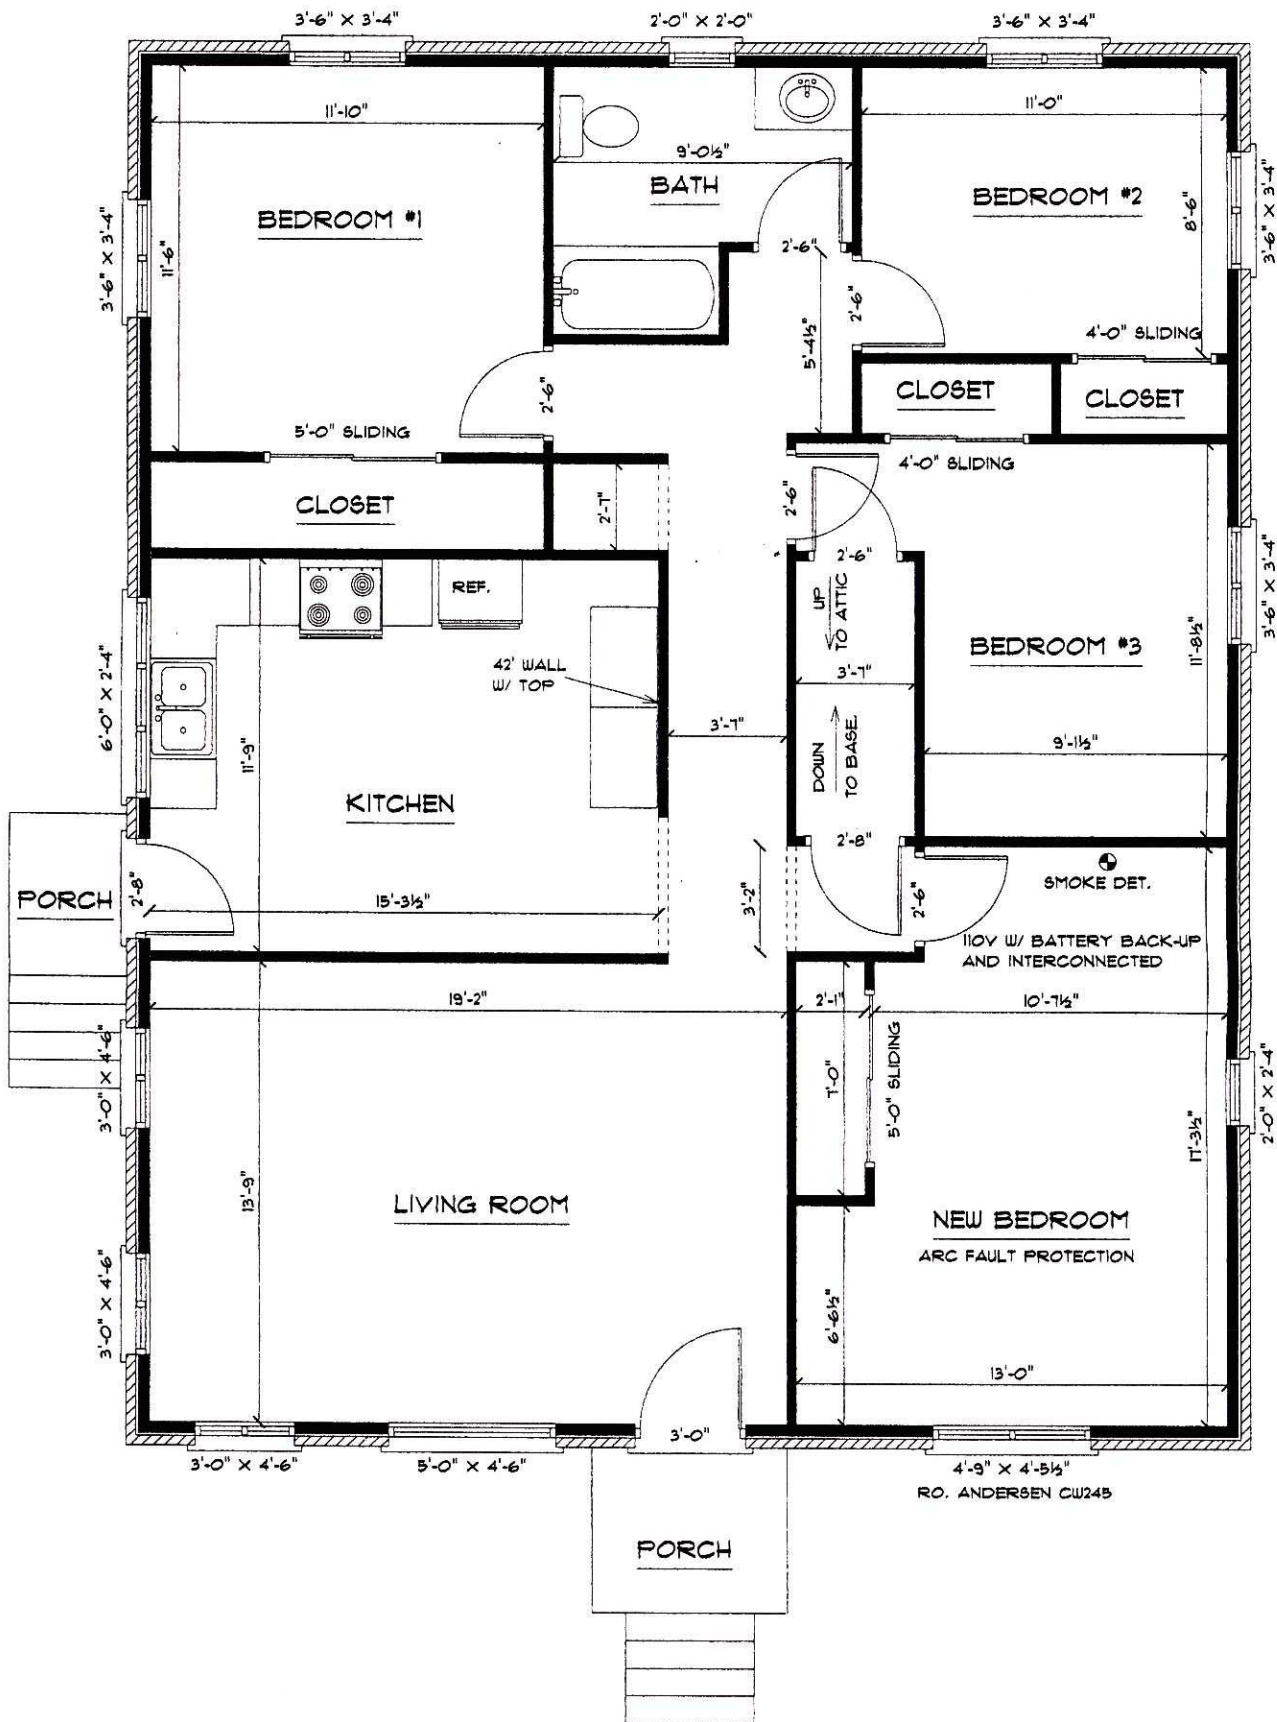 3'-6" X 3'-4"
2'-0" X 2'-0"
3'-6" X 3'-4"
11'-10"
11'-0"
9'-0½"
BATH
BEDROOM #1
BEDROOM #2
3'-6" X 3'-4"
11'-6"
8'-6"
3'-6" X 3'-4"
2'-6"
2'-6"
5'-4½"
4'-0" SLIDING
2'-6"
CLOSET
CLOSET
5'-0" SLIDING
4'-0" SLIDING
CLOSET
2'-7"
2'-6"
2'-6"
3'-6" X 3'-4"
REF.
UP
TO ATTIC
BEDROOM #3
11'-8½"
42' WALL
W/ TOP
3'-7"
6'-0" X 2'-4"
11'-9"
3'-7"
9'-1½"
DOWN
TO BASE.
KITCHEN
2'-8"
PORCH
2'-8"
15'-3½"
3'-2"
2'-6"
SMOKE DET.
110V W/ BATTERY BACK-UP
AND INTERCONNECTED
19'-2"
2'-1"
10'-7½"
3'-0" X 4'-6"
7'-0"
5'-0" SLIDING
2'-0" X 2'-4"
17'-3½"
13'-9"
LIVING ROOM
NEW BEDROOM
ARC FAULT PROTECTION
3'-0" X 4'-6"
6'-6½"
13'-0"
3'-0"
3'-0" X 4'-6"
5'-0" X 4'-6"
4'-9" X 4'-5½"
RO. ANDERSEN CW245
PORCH